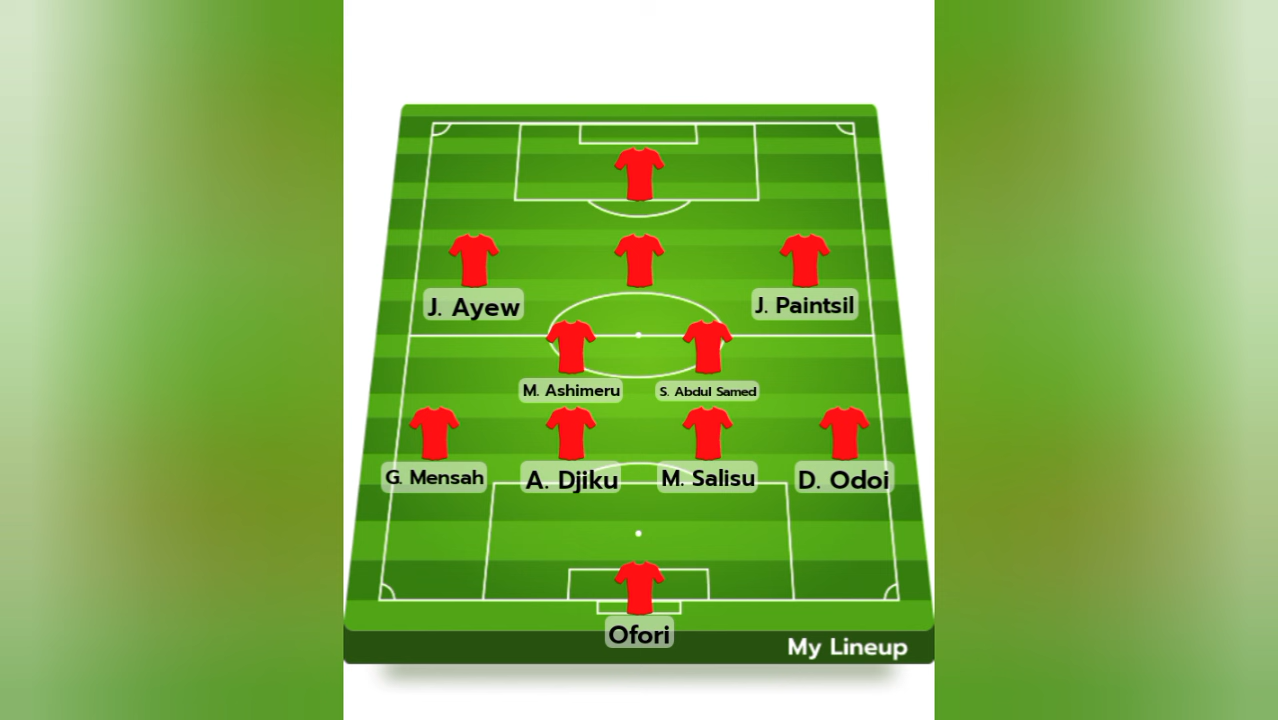 J. Ayew
J. Paintsil
M. Ashimeru
S. Abdul Samed
G. Mensah
A. Djiku
M. Salisu
D. Odoi
Ofori
My Lineup